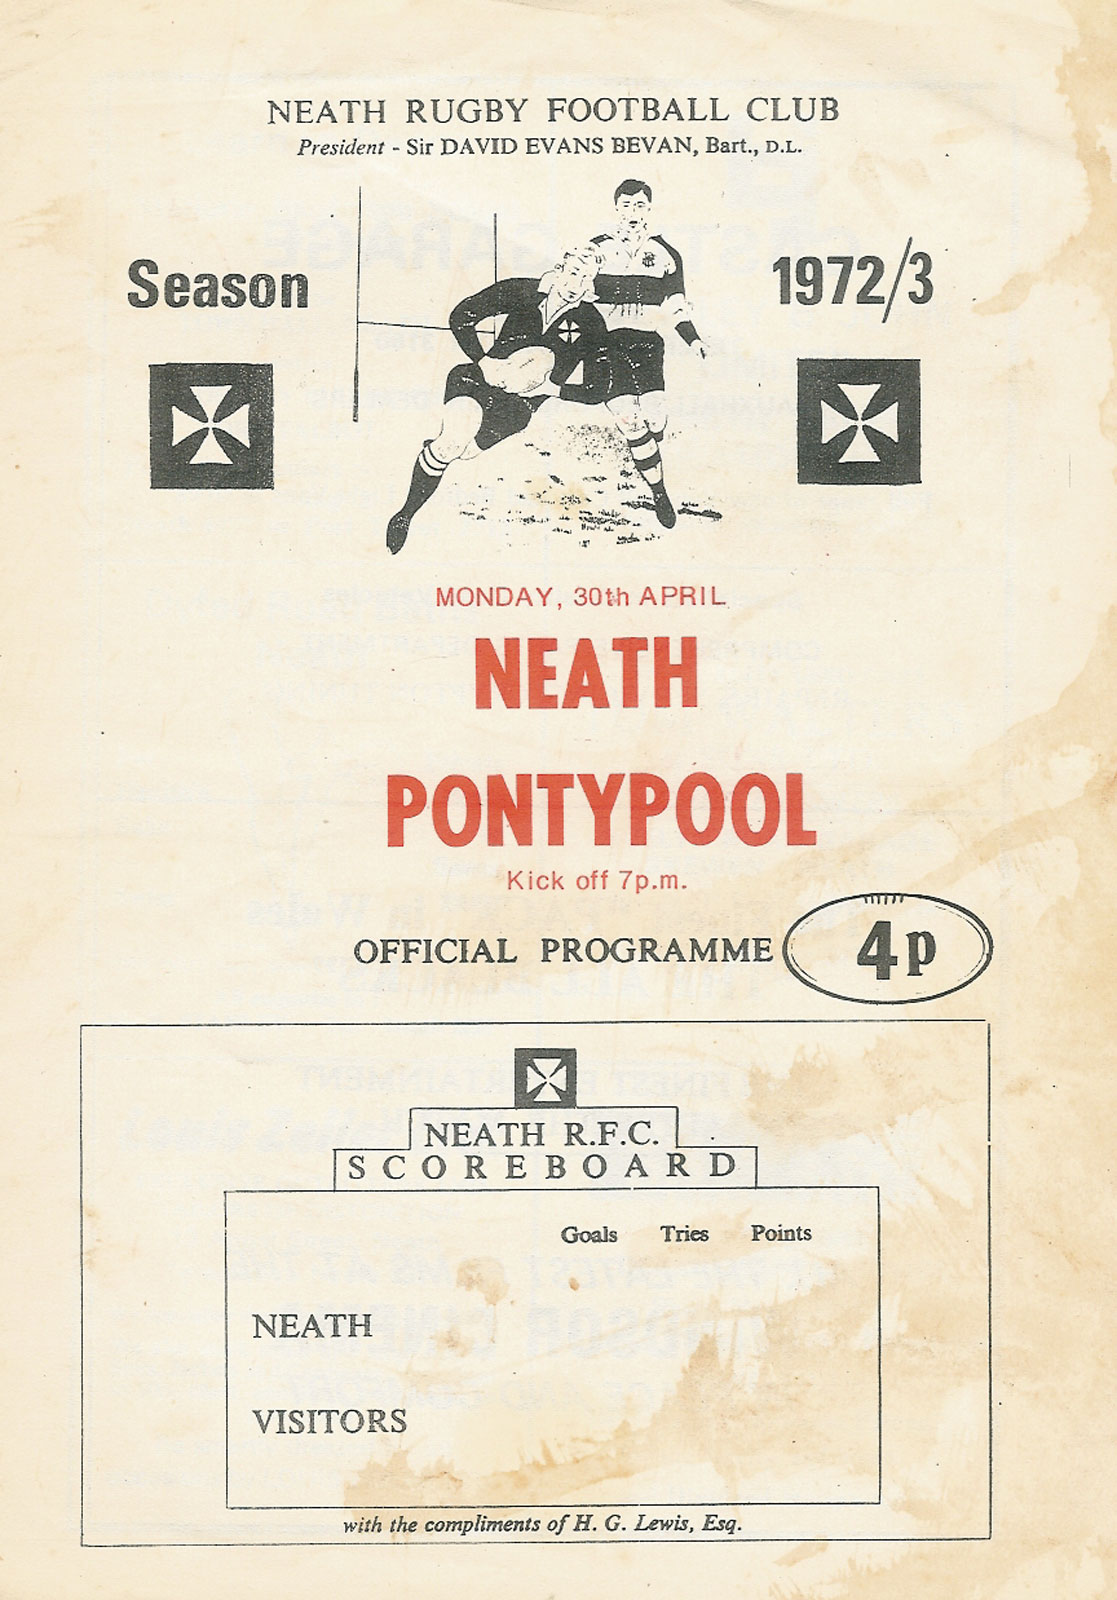 NEATH RUGBY FOOTBALL CLUB
President - Sir DAVID EVANS BEVAN, Bart., D.L.
Season 1972/3
MONDAY, 30th APRIL
NEATH
PONTYPOOL
Kick off 7p.m.
OFFICIAL PROGRAMME 4p
NEATH R.F.C.
SCOREBOARD
Goals Tries Points
NEATH
VISITORS
with the compliments of H. G. Lewis, Esq.